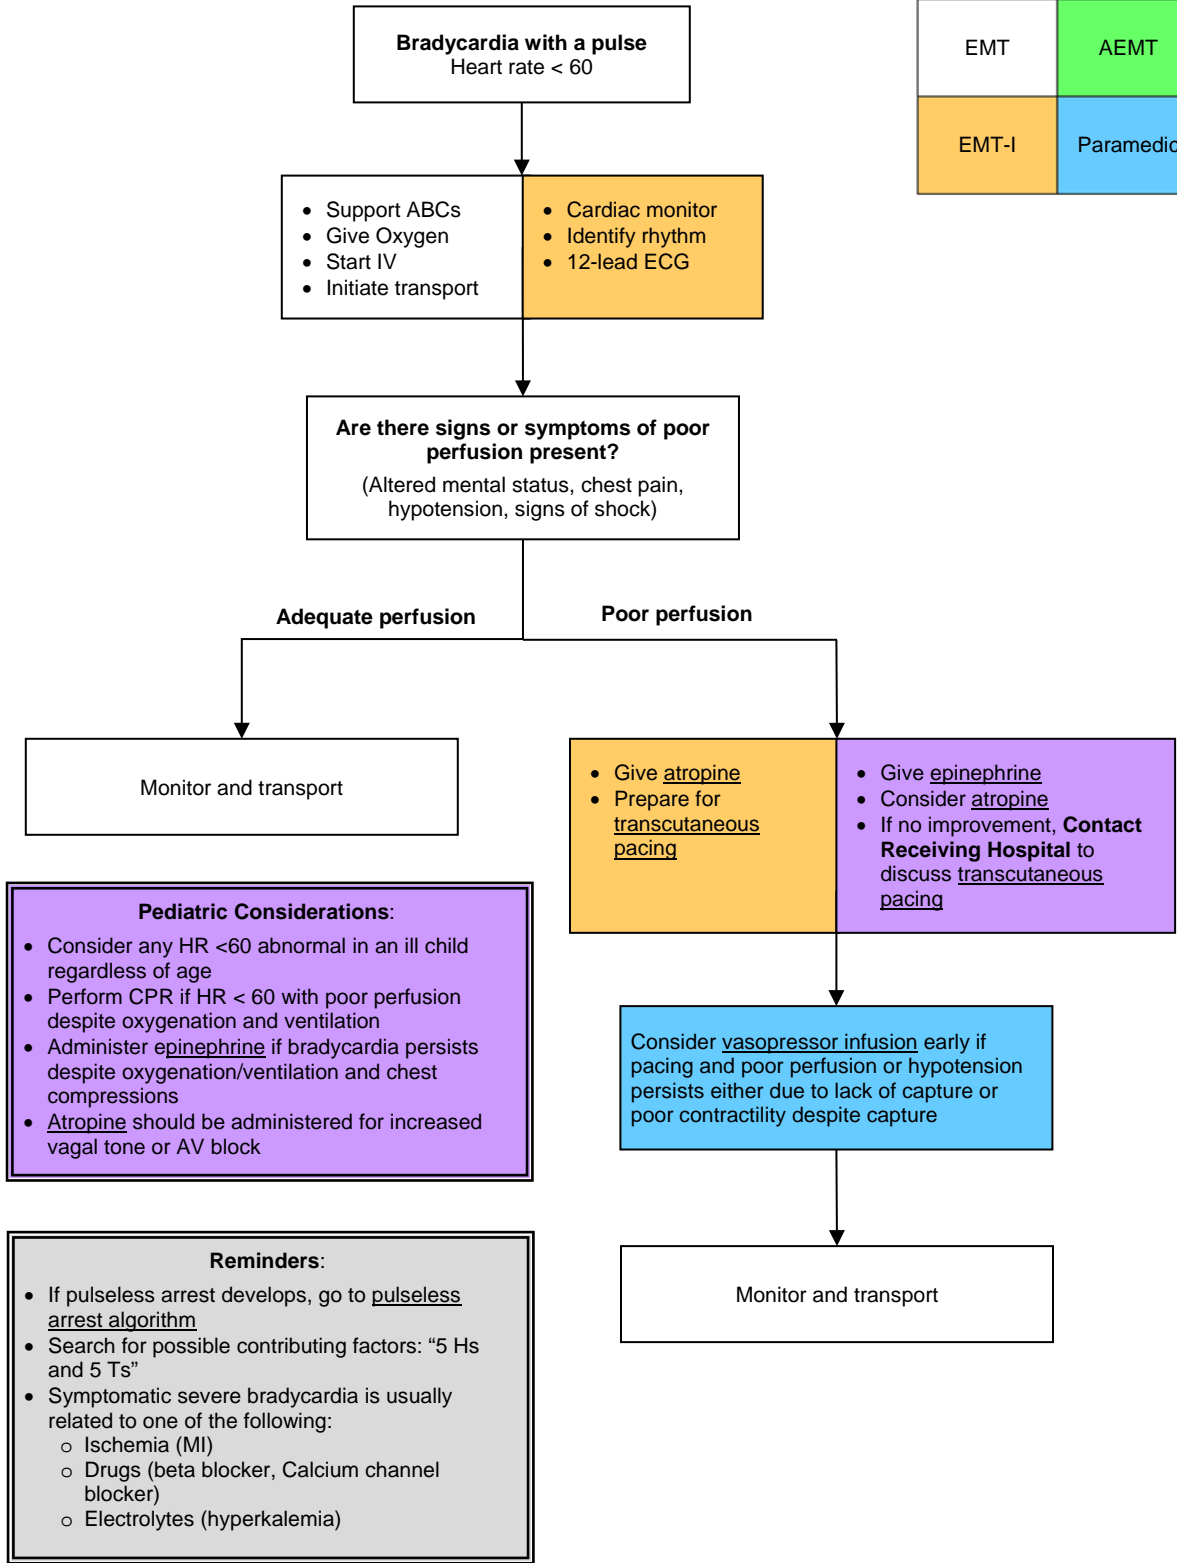 Bradycardia with a pulse
Heart rate < 60
EMT
AEMT
EMT-I
Paramedic
• Support ABCs
• Give Oxygen
• Start IV
• Initiate transport
• Cardiac monitor
• Identify rhythm
• 12-lead ECG
Are there signs or symptoms of poor
perfusion present?
(Altered mental status, chest pain,
hypotension, signs of shock)
Adequate perfusion
Poor perfusion
Monitor and transport
• Give atropine
• Prepare for
transcutaneous
pacing
• Give epinephrine
• Consider atropine
• If no improvement, Contact
Receiving Hospital to
discuss transcutaneous
pacing
Pediatric Considerations:
• Consider any HR <60 abnormal in an ill child
regardless of age
• Perform CPR if HR < 60 with poor perfusion
despite oxygenation and ventilation
• Administer epinephrine if bradycardia persists
despite oxygenation/ventilation and chest
compressions
• Atropine should be administered for increased
vagal tone or AV block
Consider vasopressor infusion early if
pacing and poor perfusion or hypotension
persists either due to lack of capture or
poor contractility despite capture
Reminders:
• If pulseless arrest develops, go to pulseless
arrest algorithm
• Search for possible contributing factors: “5 Hs
and 5 Ts”
• Symptomatic severe bradycardia is usually
related to one of the following:
o Ischemia (MI)
o Drugs (beta blocker, Calcium channel
blocker)
o Electrolytes (hyperkalemia)
Monitor and transport